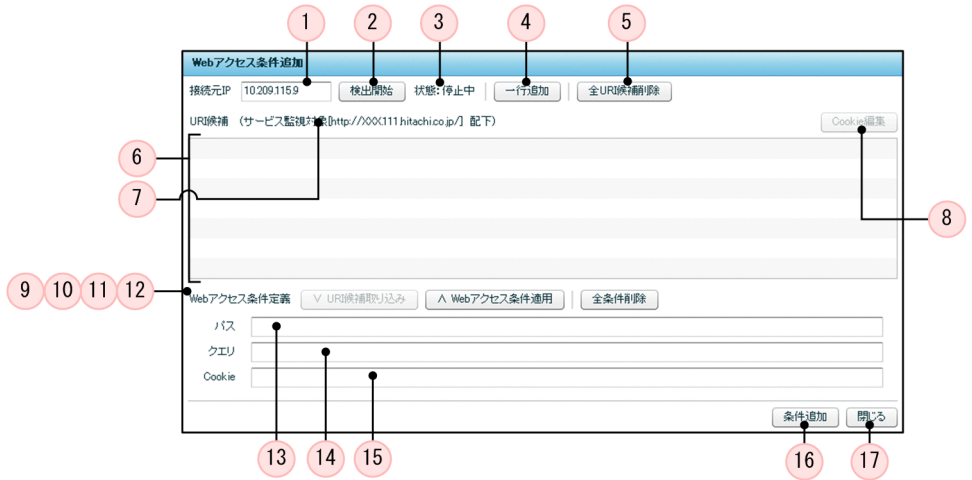 1 2 3 4 5
Webアクセス条件追加
接続元IP 10.209.115.9 検出開始 状態:停止中 一行追加 全URI候補削除
URI候補 (サービス監視対象[http://XXX.111.hitachi.co.jp/] 配下) Cookie編集
6
7
8
9 10 11 12 Webアクセス条件定義 ∨ URI候補取り込み ∧ Webアクセス条件適用 全条件削除
パス
クエリ
Cookie
条件追加 閉じる
13 14 15 16 17